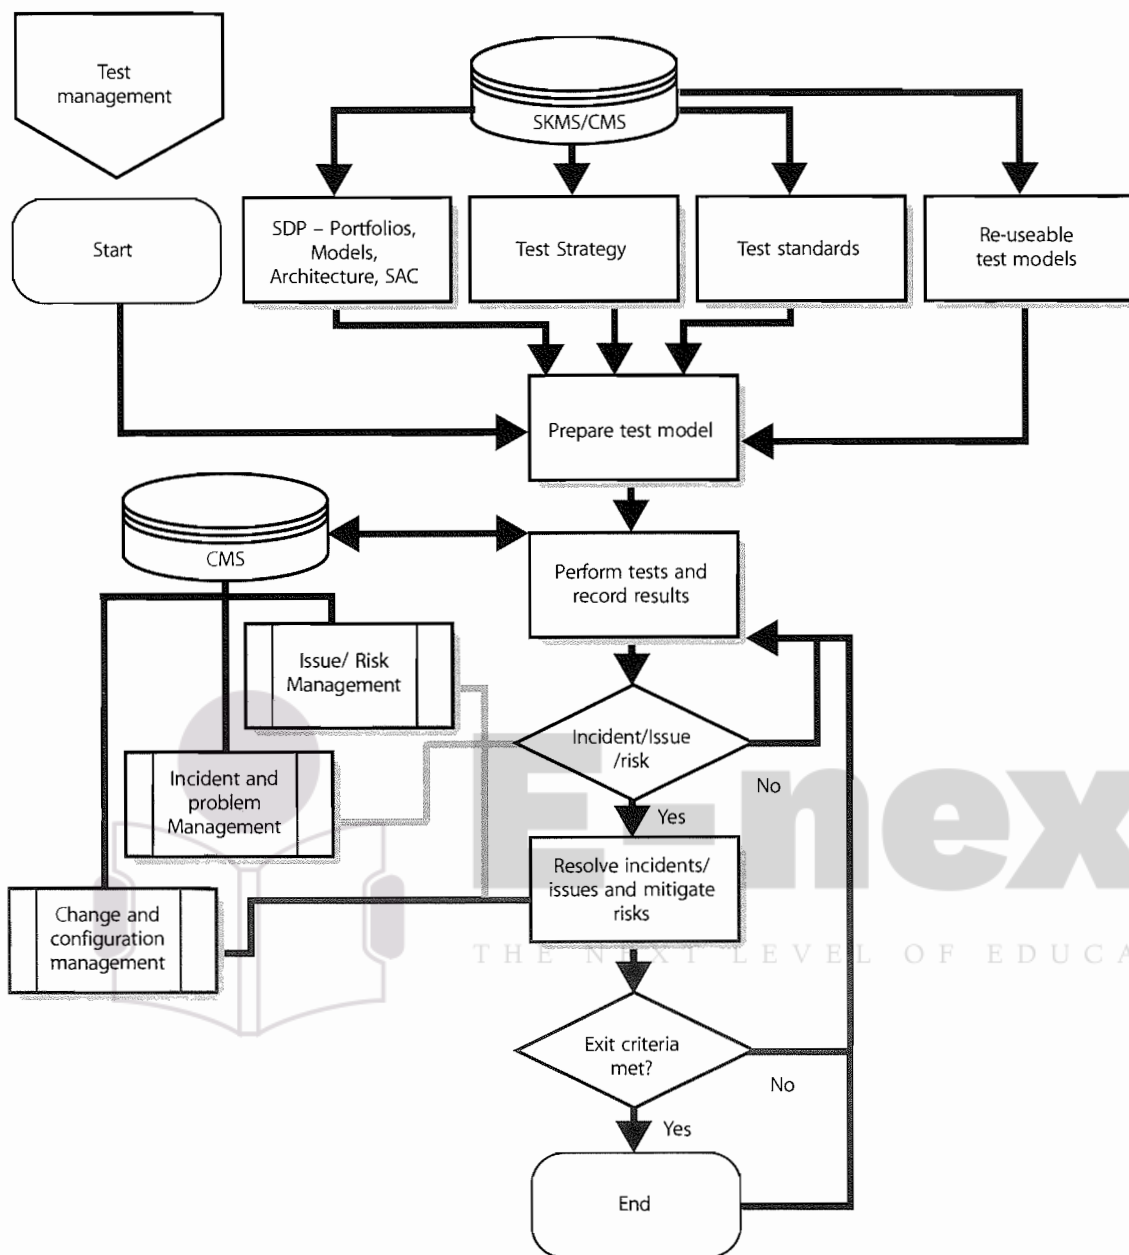 Test
management
SKMS/CMS
Start
SDP – Portfolios,
Models,
Architecture, SAC
Test Strategy
Test standards
Re-useable
test models
Prepare test model
CMS
Perform tests and
record results
Issue/ Risk
Management
Incident/Issue
/risk
No
Incident and
problem
Management
Yes
Resolve incidents/
issues and mitigate
risks
Change and
configuration
management
E-nex
THE NEXT LEVEL OF EDUCA
Exit criteria
met?
No
Yes
End